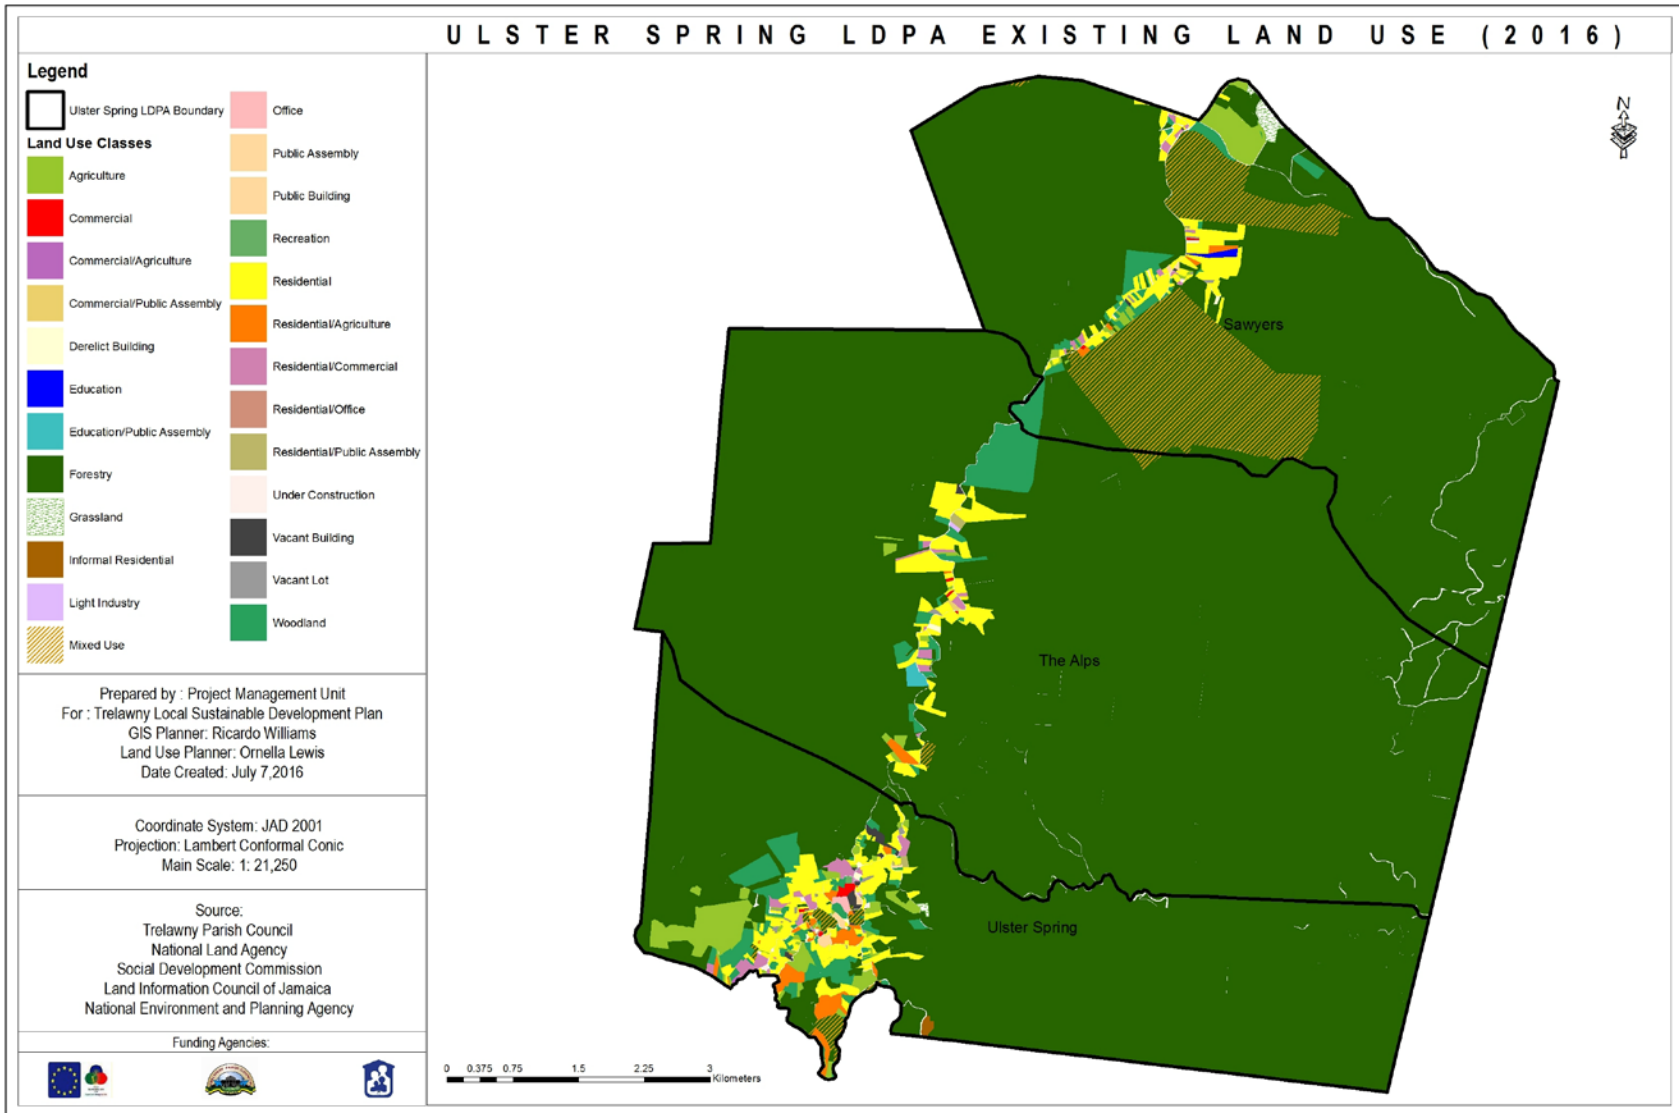 ULSTER SPRING LDPA EXISTING LAND USE (2016)
Legend
Ulster Spring LDPA Boundary
Land Use Classes
Agriculture
Commercial
Commercial/Agriculture
Commercial/Public Assembly
Derelict Building
Education
Education/Public Assembly
Forestry
Grassland
Informal Residential
Light Industry
Mixed Use
Office
Public Assembly
Public Building
Recreation
Residential
Residential/Agriculture
Residential/Commercial
Residential/Office
Residential/Public Assembly
Under Construction
Vacant Building
Vacant Lot
Woodland
Prepared by : Project Management Unit
For : Trelawny Local Sustainable Development Plan
GIS Planner: Ricardo Williams
Land Use Planner: Ornella Lewis
Date Created: July 7,2016
Coordinate System: JAD 2001
Projection: Lambert Conformal Conic
Main Scale: 1: 21,250
Source:
Trelawny Parish Council
National Land Agency
Social Development Commission
Land Information Council of Jamaica
National Environment and Planning Agency
Funding Agencies:
N
Sawyers
The Alps
Ulster Spring
0 0.375 0.75 1.5 2.25 3
Kilometers